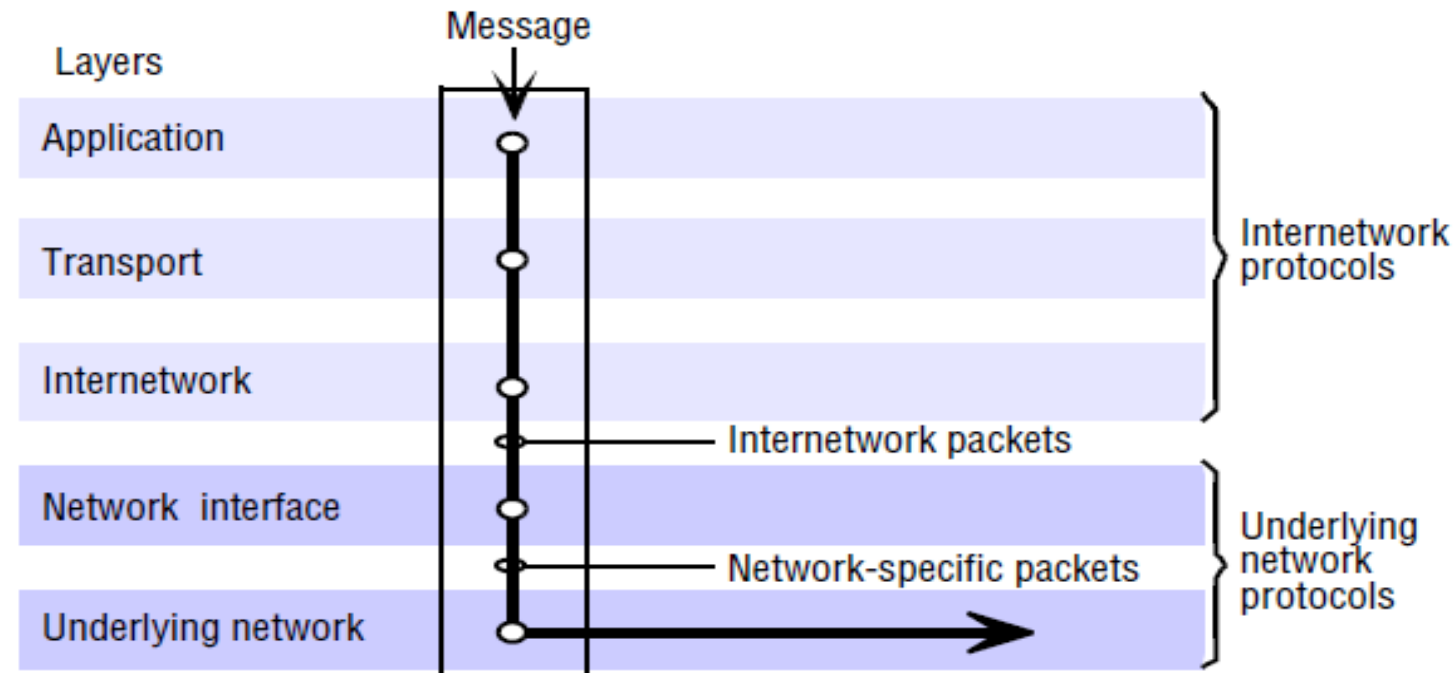 Message
Layers
Application
Transport
Internetwork
protocols
Internetwork
Internetwork packets
Network interface
Underlying
network
protocols
Network-specific packets
Underlying network